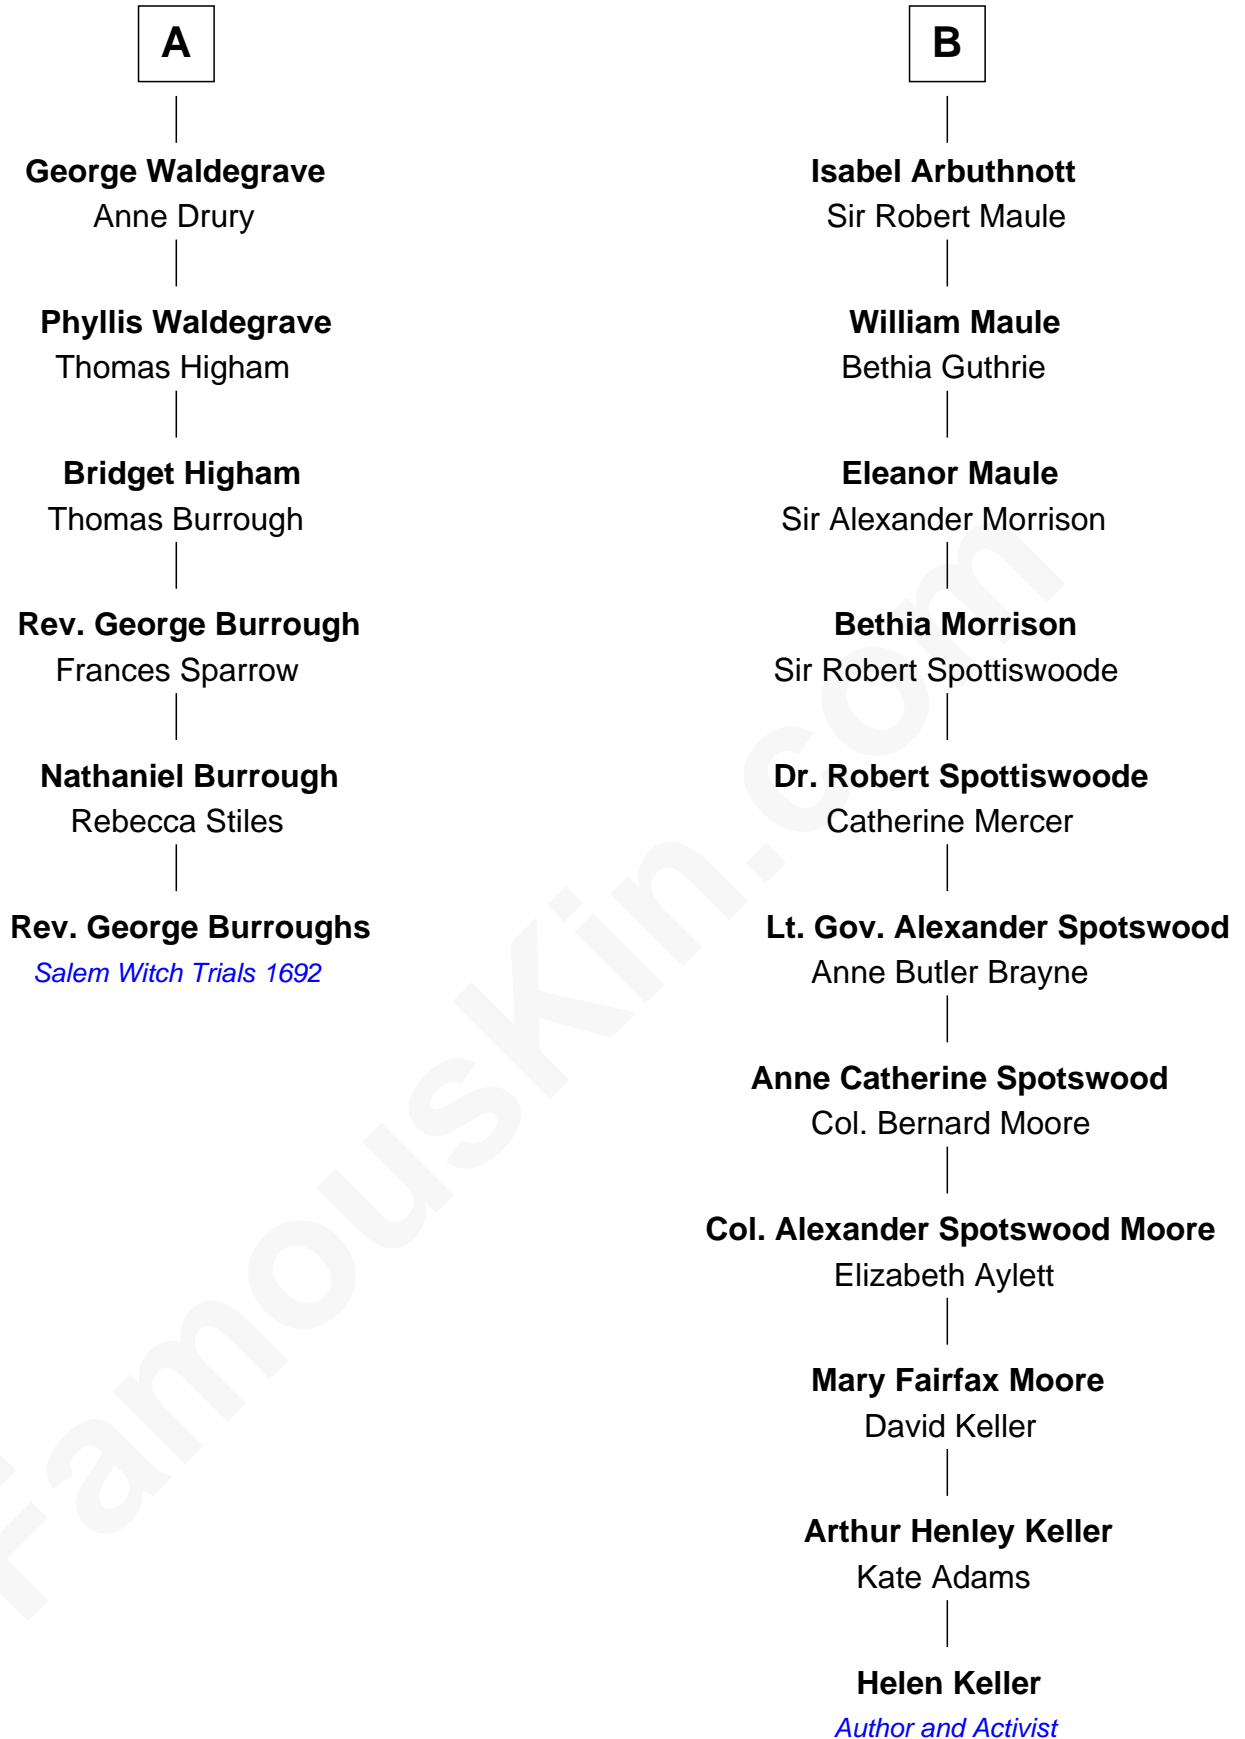 A
George Waldegrave
Anne Drury
Phyllis Waldegrave
Thomas Higham
Bridget Higham
Thomas Burrough
Rev. George Burrough
Frances Sparrow
Nathaniel Burrough
Rebecca Stiles
Rev. George Burroughs
Salem Witch Trials 1692
B
Isabel Arbuthnott
Sir Robert Maule
William Maule
Bethia Guthrie
Eleanor Maule
Sir Alexander Morrison
Bethia Morrison
Sir Robert Spottiswoode
Dr. Robert Spottiswoode
Catherine Mercer
Lt. Gov. Alexander Spotswood
Anne Butler Brayne
Anne Catherine Spotswood
Col. Bernard Moore
Col. Alexander Spotswood Moore
Elizabeth Aylett
Mary Fairfax Moore
David Keller
Arthur Henley Keller
Kate Adams
Helen Keller
Author and Activist
FamousKin.com